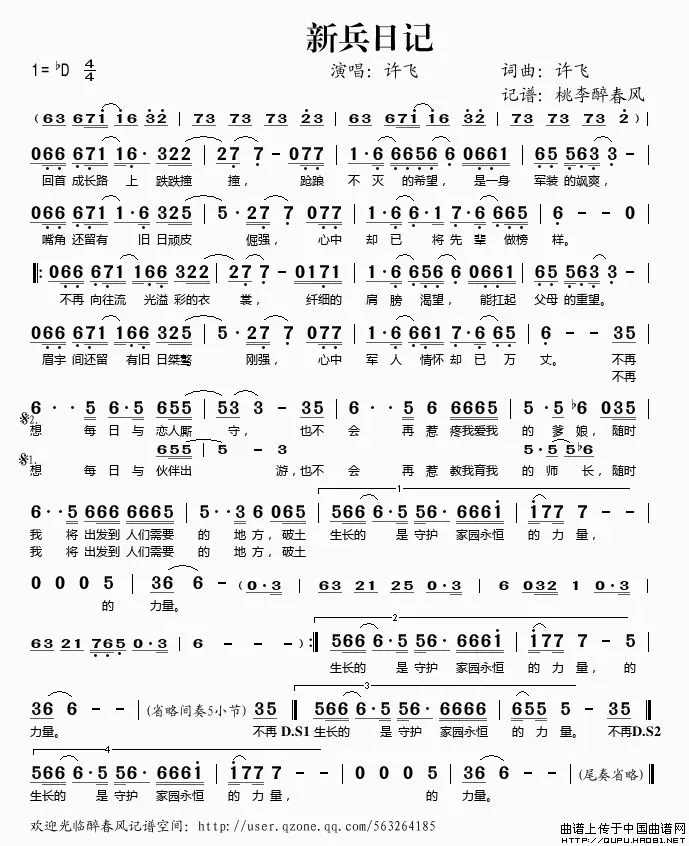 新兵日记
1=♭D 4/4 演唱：许飞 词曲：许飞
记谱：桃李醉春风
(63 671 16 32 | 73 73 73 23 | 63 671 16 32 | 73 73 73 2)|
066 671 16· 322 | 27 7 - 077 | 1·6 6656 6 0661 | 65 563 3 - |
回首 成长路 上 跌跌撞 撞， 跄踉 不 灭 的希望， 是一身 军装 的飒爽，
066 671 1·6 325 | 5·27 7 077 | 1·6 6·1 7·6 665 | 6 - - 0 |
嘴角 还留有 旧 日顽皮 倔强， 心中 却已 将先辈 做榜 样。
‖: 066 671 166 322 | 27 7 - 0171 | 1·6 656 6 0661 | 65 563 3 - |
不再 向往流 光溢 彩的衣 裳， 纤细的 肩膀 渴望， 能扛起 父母 的重望。
066 671 166 325 | 5·27 7 077 | 1·6 661 7·6 65 | 6 - - 35 |
眉宇 间还留 有旧 日桀骜 刚强， 心中 军人 情怀 却已 万 丈。 不再
不再
6 · · 5 6·5 655 | 53 3 - 35 | 6 · · 5 66 6665 | 5 5 ♭6 035 |
2. 想 每 日 与 恋人厮 守， 也不 会 再 惹 疼我爱我 的 爹 娘，随时
655 | 5 - 3 5·5 5♭6
1. 想 每 日 与 伙伴出 游，也不 会 再 惹 教我育我 的 师 长，随时
6 · · 5 666 6665 | 5 · · 3 6 065 | 566 6·5 56· 6661 | 177 7 - - |
1
我 将 出发到 人们需要 的 地 方，破土 生长的 是 守护 家园永恒 的 力 量，
我 将 出发到 人们需要 的 地 方，破土
0 0 0 5 | 36 6 - (0·3 | 63 21 25 0·3 | 6 032 1 0·3 |
的 力量。
63 21 765 0·3 | 6 - - ):‖ 566 6·5 56· 6661 | 177 7 - 5 |
2
生长的 是 守护 家园永恒 的 力 量， 的
36 6 - - | (省略间奏5小节) 35 ‖ 566 6·5 56· 6666 | 655 5 - 35 ‖
3
力量。 不再 D.S1 生长的 是 守护 家园永恒 的 力 量。 不再D.S2
4
566 6·5 56· 6661 | 177 7 - - | 0 0 0 5 | 36 6 - (尾奏省略)‖
生长的 是 守护 家园永恒 的 力 量， 的 力量。
欢迎光临醉春风记谱空间：http://user.qzone.qq.com/563264185
曲谱上传于中国曲谱网
http://QUPU.HAO81.NET